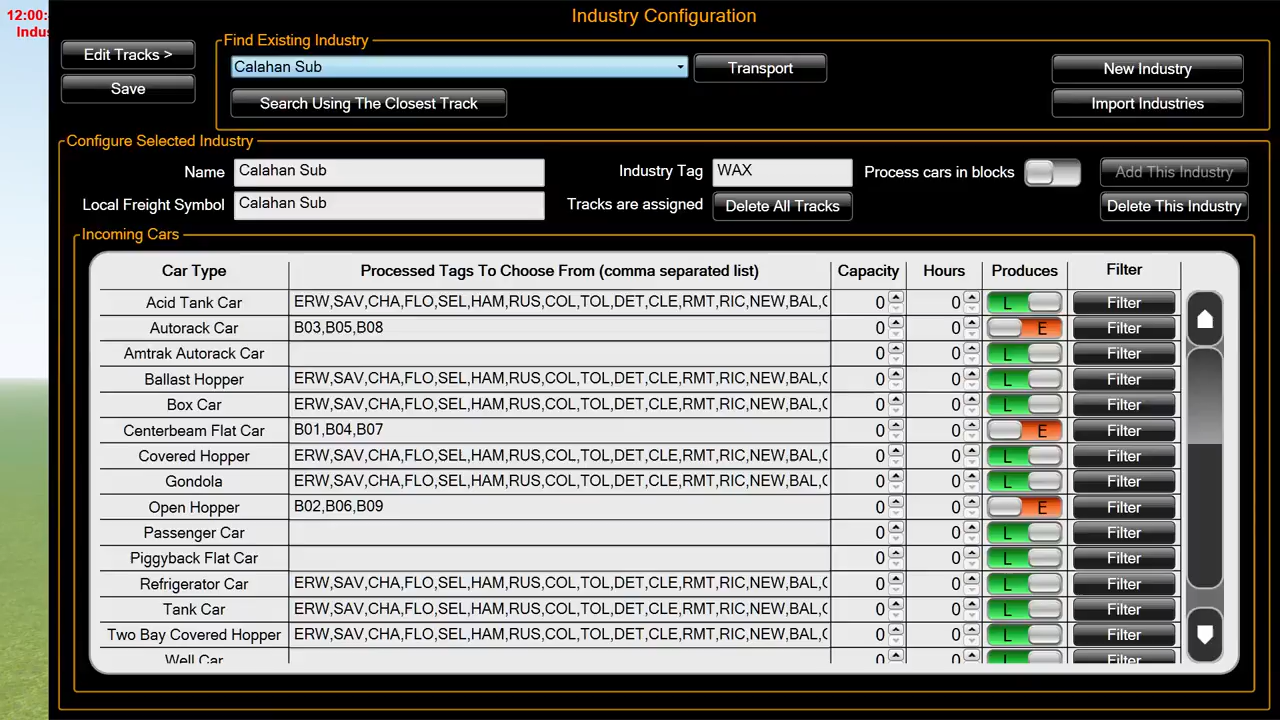 12:00:
Indus
Industry Configuration
Edit Tracks >
Save
Find Existing Industry
Calahan Sub
Transport
Search Using The Closest Track
New Industry
Import Industries
Configure Selected Industry
Name Calahan Sub Industry Tag WAX Process cars in blocks Add This Industry
Local Freight Symbol Calahan Sub Tracks are assigned Delete All Tracks Delete This Industry
Incoming Cars
Car Type Processed Tags To Choose From (comma separated list) Capacity Hours Produces Filter
Acid Tank Car ERW,SAV,CHA,FLO,SEL,HAM,RUS,COL,TOL,DET,CLE,RMT,RIC,NEW,BAL, 0 0 L Filter
Autorack Car B03,B05,B08 0 0 E Filter
Amtrak Autorack Car 0 0 L Filter
Ballast Hopper ERW,SAV,CHA,FLO,SEL,HAM,RUS,COL,TOL,DET,CLE,RMT,RIC,NEW,BAL, 0 0 L Filter
Box Car ERW,SAV,CHA,FLO,SEL,HAM,RUS,COL,TOL,DET,CLE,RMT,RIC,NEW,BAL, 0 0 L Filter
Centerbeam Flat Car B01,B04,B07 0 0 E Filter
Covered Hopper ERW,SAV,CHA,FLO,SEL,HAM,RUS,COL,TOL,DET,CLE,RMT,RIC,NEW,BAL, 0 0 L Filter
Gondola ERW,SAV,CHA,FLO,SEL,HAM,RUS,COL,TOL,DET,CLE,RMT,RIC,NEW,BAL, 0 0 L Filter
Open Hopper B02,B06,B09 0 0 E Filter
Passenger Car 0 0 L Filter
Piggyback Flat Car 0 0 L Filter
Refrigerator Car ERW,SAV,CHA,FLO,SEL,HAM,RUS,COL,TOL,DET,CLE,RMT,RIC,NEW,BAL, 0 0 L Filter
Tank Car ERW,SAV,CHA,FLO,SEL,HAM,RUS,COL,TOL,DET,CLE,RMT,RIC,NEW,BAL, 0 0 L Filter
Two Bay Covered Hopper ERW,SAV,CHA,FLO,SEL,HAM,RUS,COL,TOL,DET,CLE,RMT,RIC,NEW,BAL, 0 0 L Filter
Well Car 0 0 L Filter